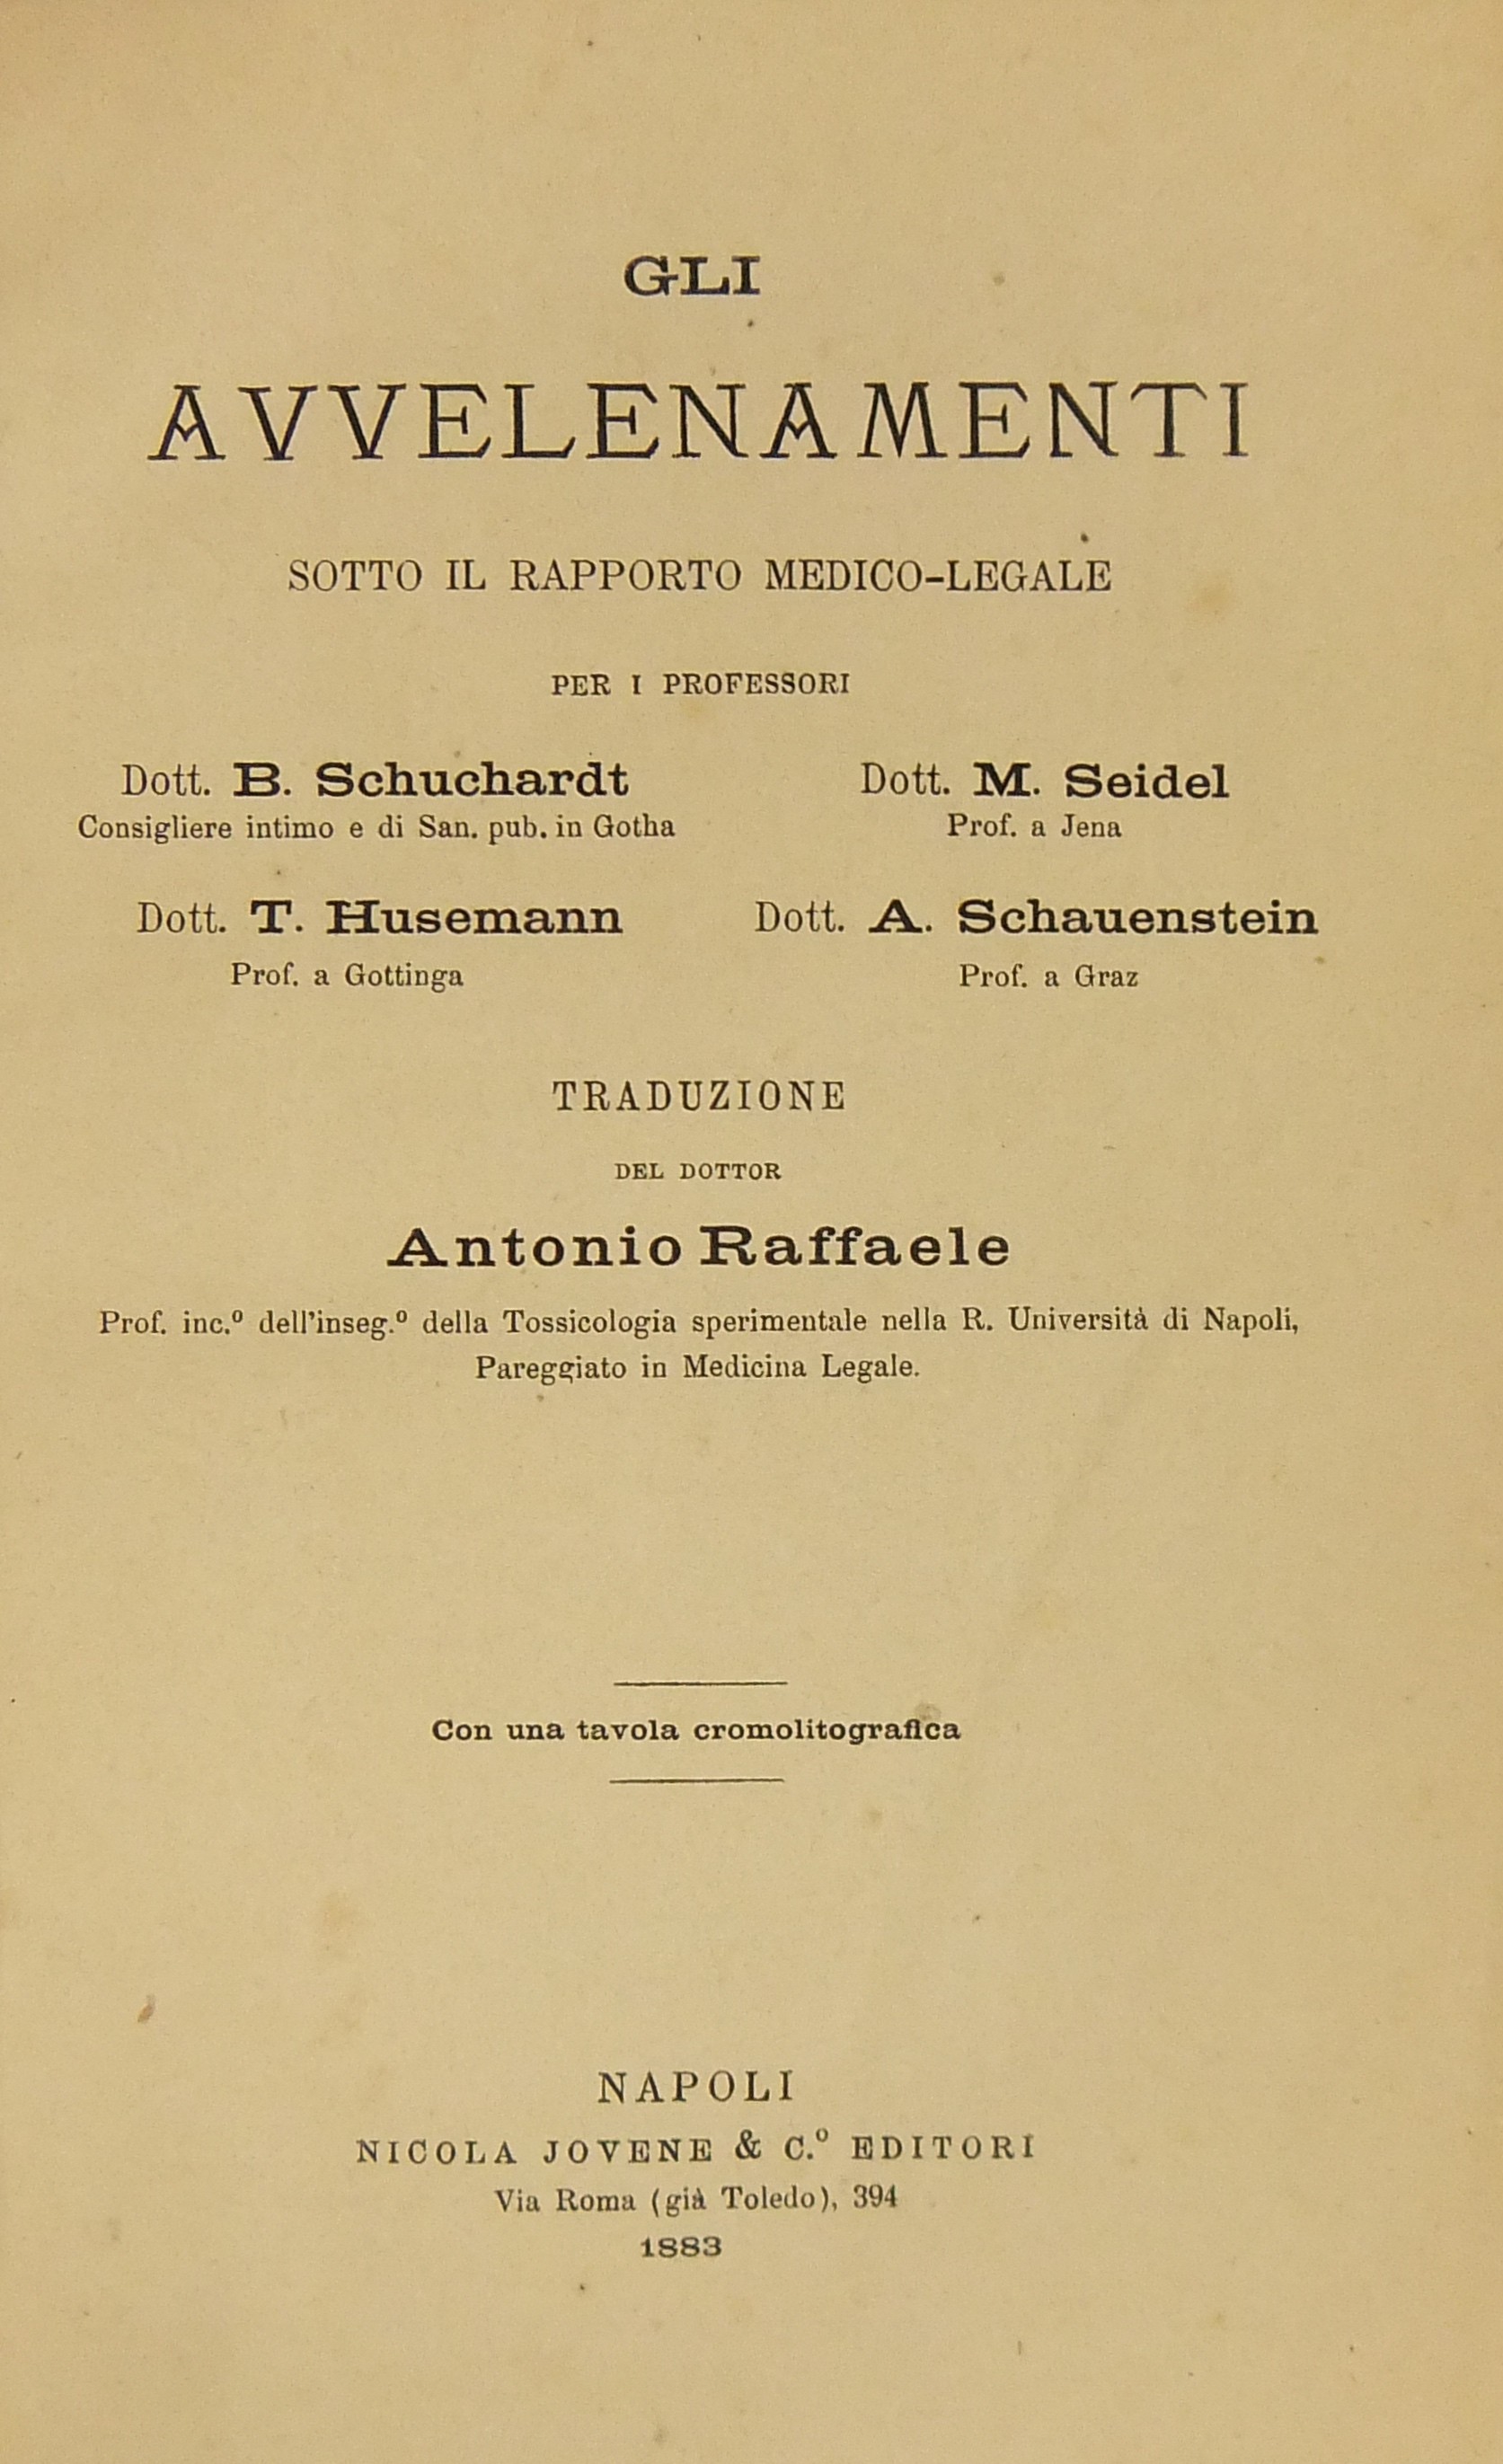 GLI
AVVELENAMENTI
SOTTO IL RAPPORTO MEDICO-LEGALE
PER I PROFESSORI
Dott. B. Schuchardt
Consigliere intimo e di San. pub. in Gotha
Dott. M. Seidel
Prof. a Jena
Dott. T. Husemann
Prof. a Gottinga
Dott. A. Schauenstein
Prof. a Graz
TRADUZIONE
DEL DOTTOR
Antonio Raffaele
Prof. inc.º dell'inseg.º della Tossicologia sperimentale nella R. Università di Napoli,
Pareggiato in Medicina Legale.
Con una tavola cromolitografica
NAPOLI
NICOLA JOVENE & C.º EDITORI
Via Roma (già Toledo), 394
1883